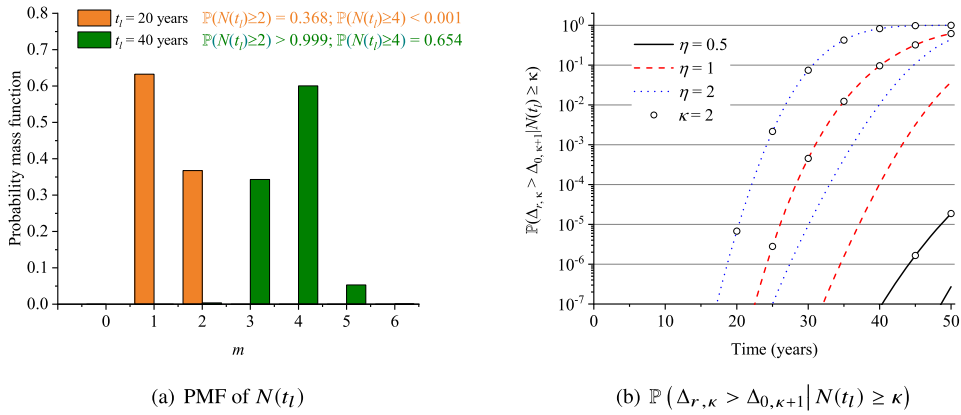 t_l = 20 years ℙ(N(t_l)≥2) = 0.368; ℙ(N(t_l)≥4) < 0.001
t_l = 40 years ℙ(N(t_l)≥2) > 0.999; ℙ(N(t_l)≥4) = 0.654
Probability mass function
0.8
0.7
0.6
0.5
0.4
0.3
0.2
0.1
0.0
0 1 2 3 4 5 6
m
(a) PMF of N(t_l)
ℙ(Δ_{r, κ} > Δ_{0, κ+1}|N(t_l) ≥ κ)
10^0
10^-1
10^-2
10^-3
10^-4
10^-5
10^-6
10^-7
η = 0.5
η = 1
η = 2
κ = 2
0 10 20 30 40 50
Time (years)
(b) ℙ (Δ_{r,κ} > Δ_{0,κ+1}| N(t_l) ≥ κ)